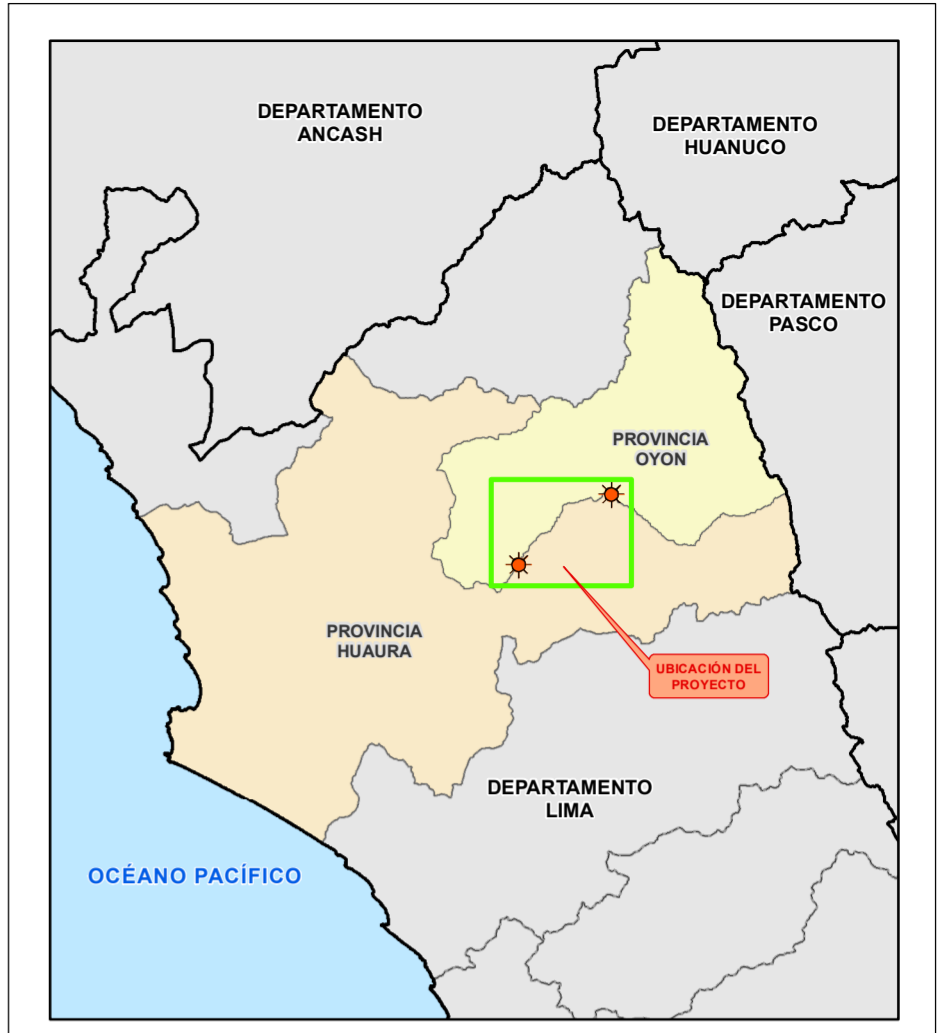 DEPARTAMENTO
ANCASH
DEPARTAMENTO
HUANUCO
DEPARTAMENTO
PASCO
PROVINCIA
OYON
PROVINCIA
HUAURA
UBICACIÓN DEL
PROYECTO
DEPARTAMENTO
LIMA
OCÉANO PACÍFICO